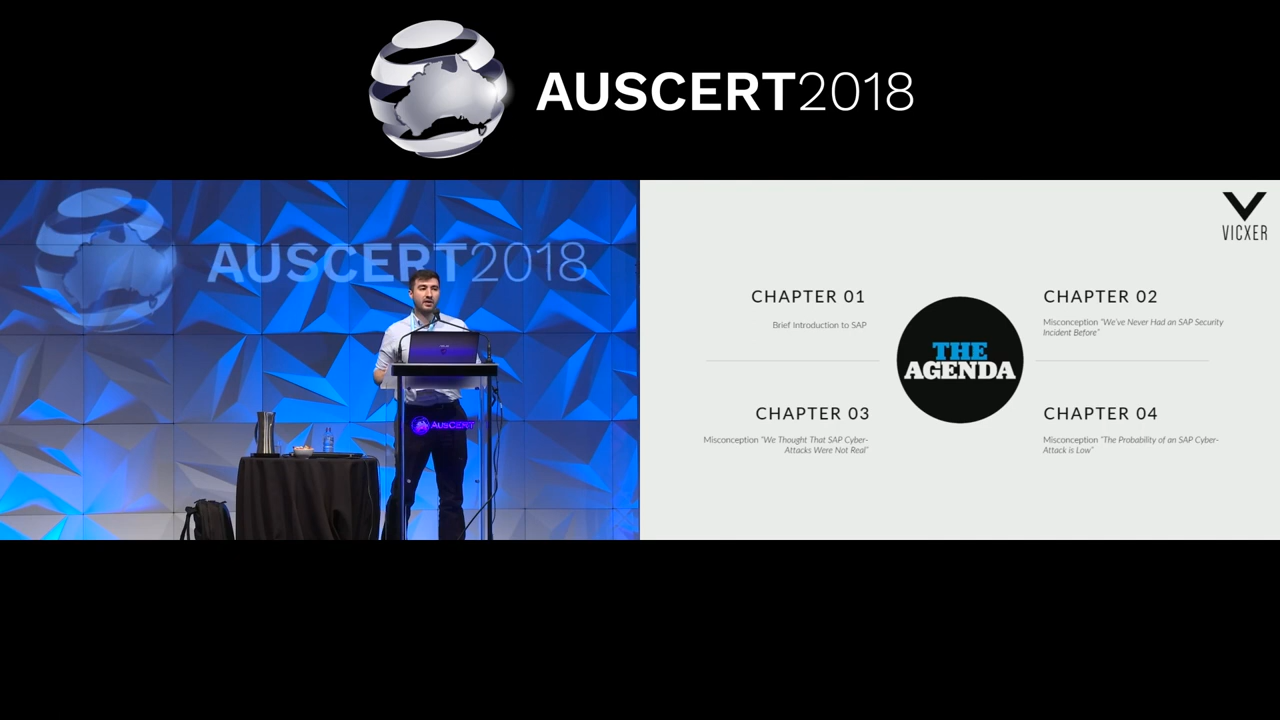 AUSCERT2018
AUSCERT2018
AUSCERT
VICXER
CHAPTER 01
Brief Introduction to SAP
CHAPTER 02
Misconception "We've Never Had an SAP Security
Incident Before"
THE
AGENDA
CHAPTER 03
Misconception "We Thought That SAP Cyber-
Attacks Were Not Real"
CHAPTER 04
Misconception "The Probability of an SAP Cyber-
Attack is Low"